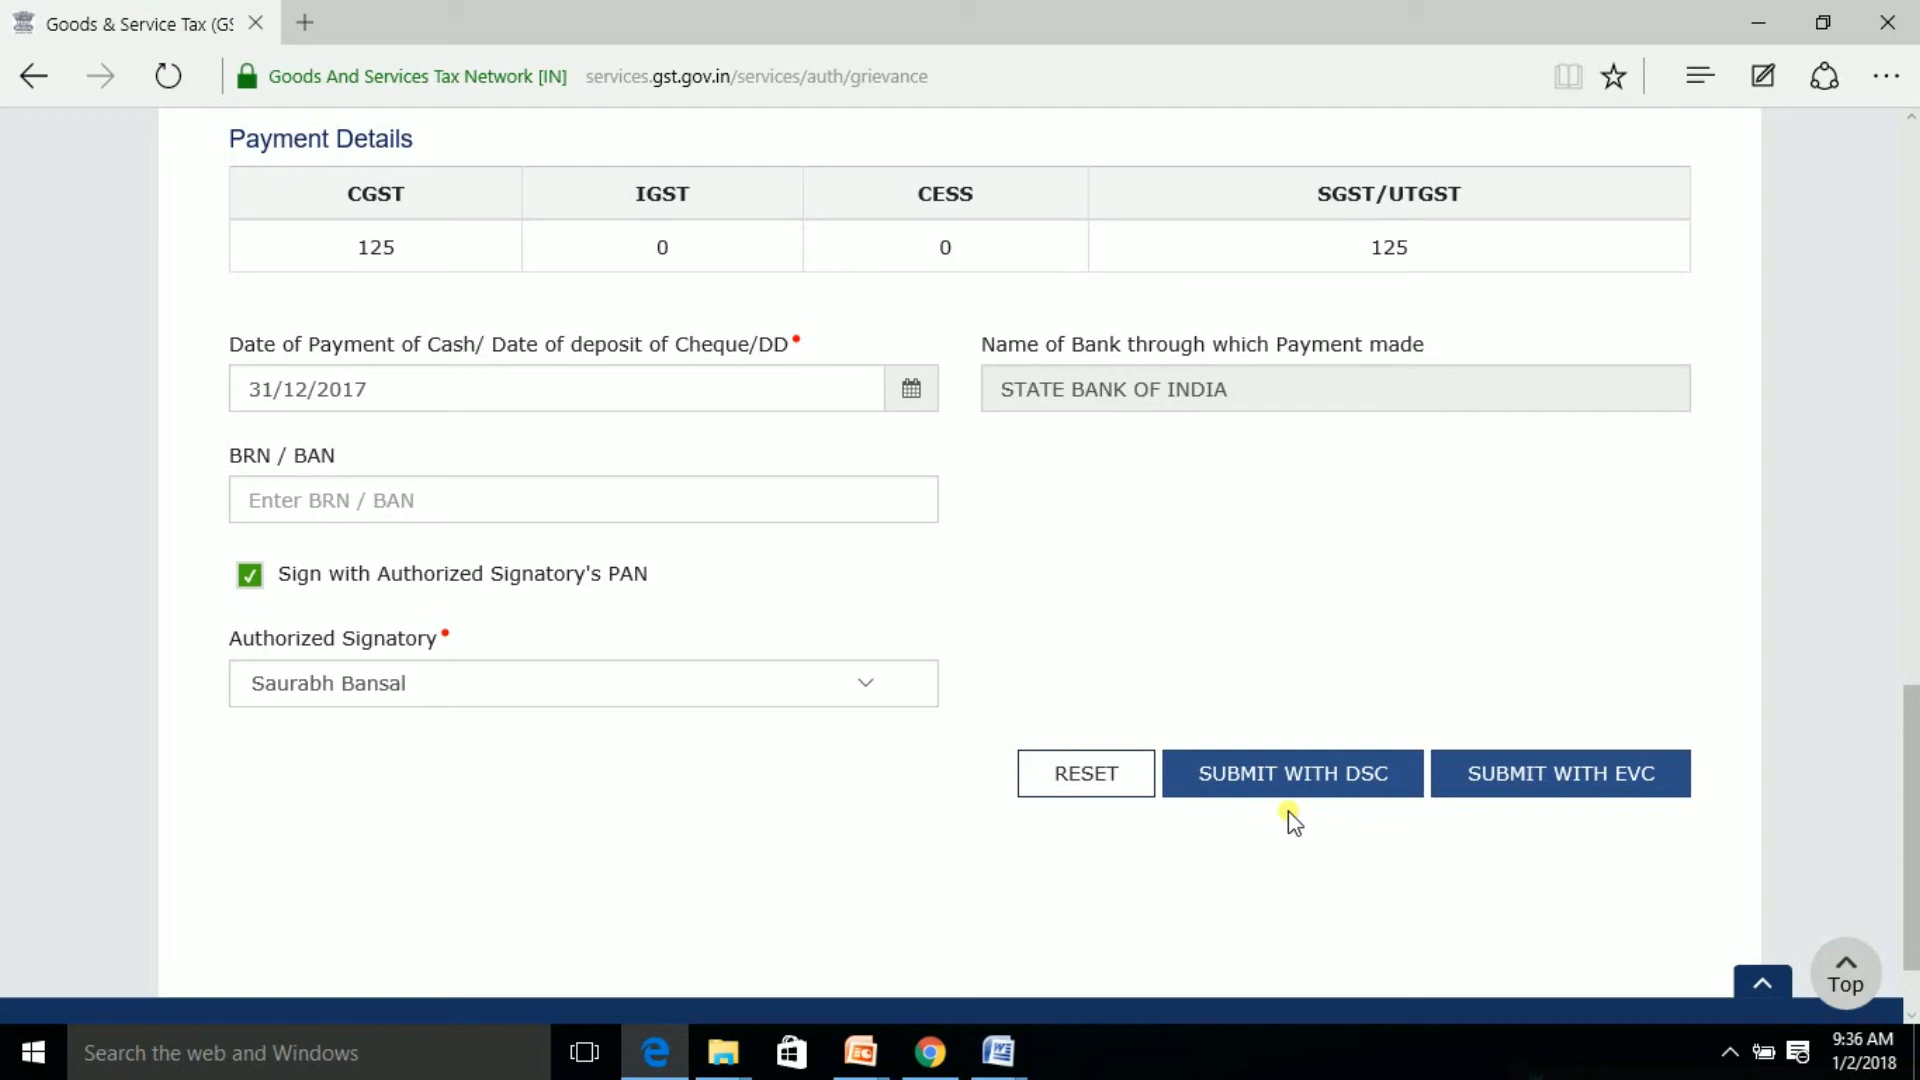 Goods & Service Tax (GS
Goods And Services Tax Network [IN] services.gst.gov.in/services/auth/grievance
Payment Details
CGST IGST CESS SGST/UTGST
125 0 0 125
Date of Payment of Cash/ Date of deposit of Cheque/DD Name of Bank through which Payment made
31/12/2017 STATE BANK OF INDIA
BRN / BAN
Enter BRN / BAN
Sign with Authorized Signatory's PAN
Authorized Signatory
Saurabh Bansal
RESET SUBMIT WITH DSC SUBMIT WITH EVC
Top
Search the web and Windows
9:36 AM
1/2/2018